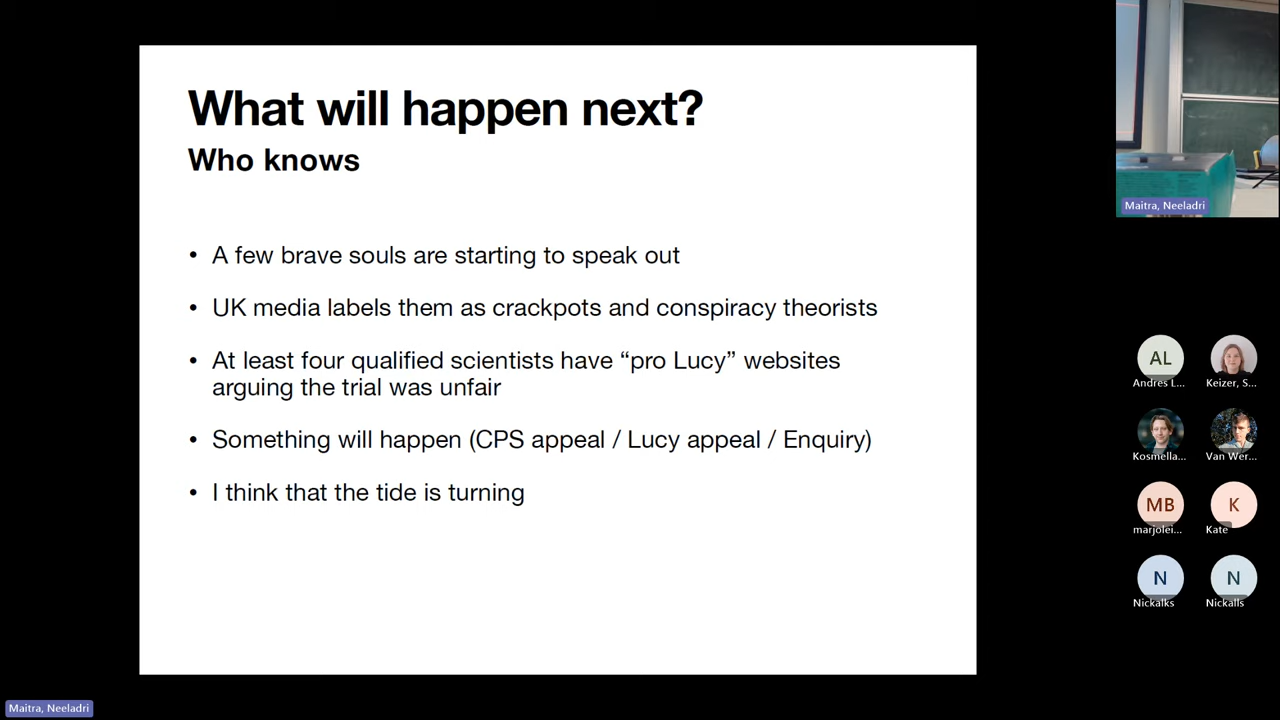 What will happen next?
Who knows
• A few brave souls are starting to speak out
• UK media labels them as crackpots and conspiracy theorists
• At least four qualified scientists have “pro Lucy” websites
arguing the trial was unfair
• Something will happen (CPS appeal / Lucy appeal / Enquiry)
• I think that the tide is turning
Maitra, Neeladri
AL
Andres L...
Keizer, S...
Kosmella...
Van Wer...
MB
marjolei...
K
Kate
N
Nickalks
N
Nickalls
Maitra, Neeladri